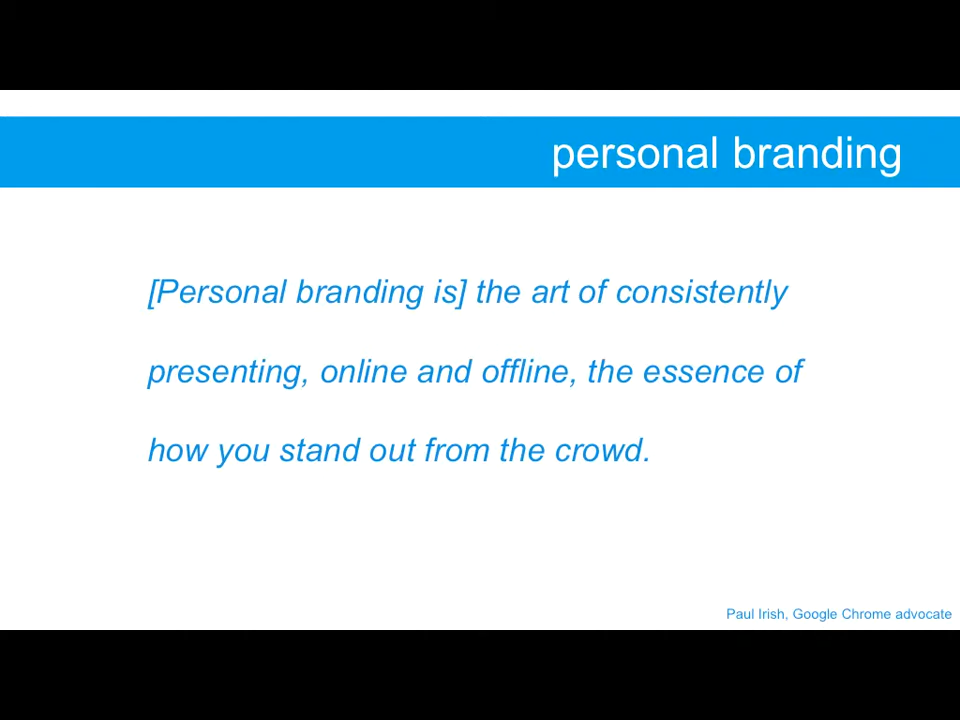 personal branding
[Personal branding is] the art of consistently
presenting, online and offline, the essence of
how you stand out from the crowd.
Paul Irish, Google Chrome advocate